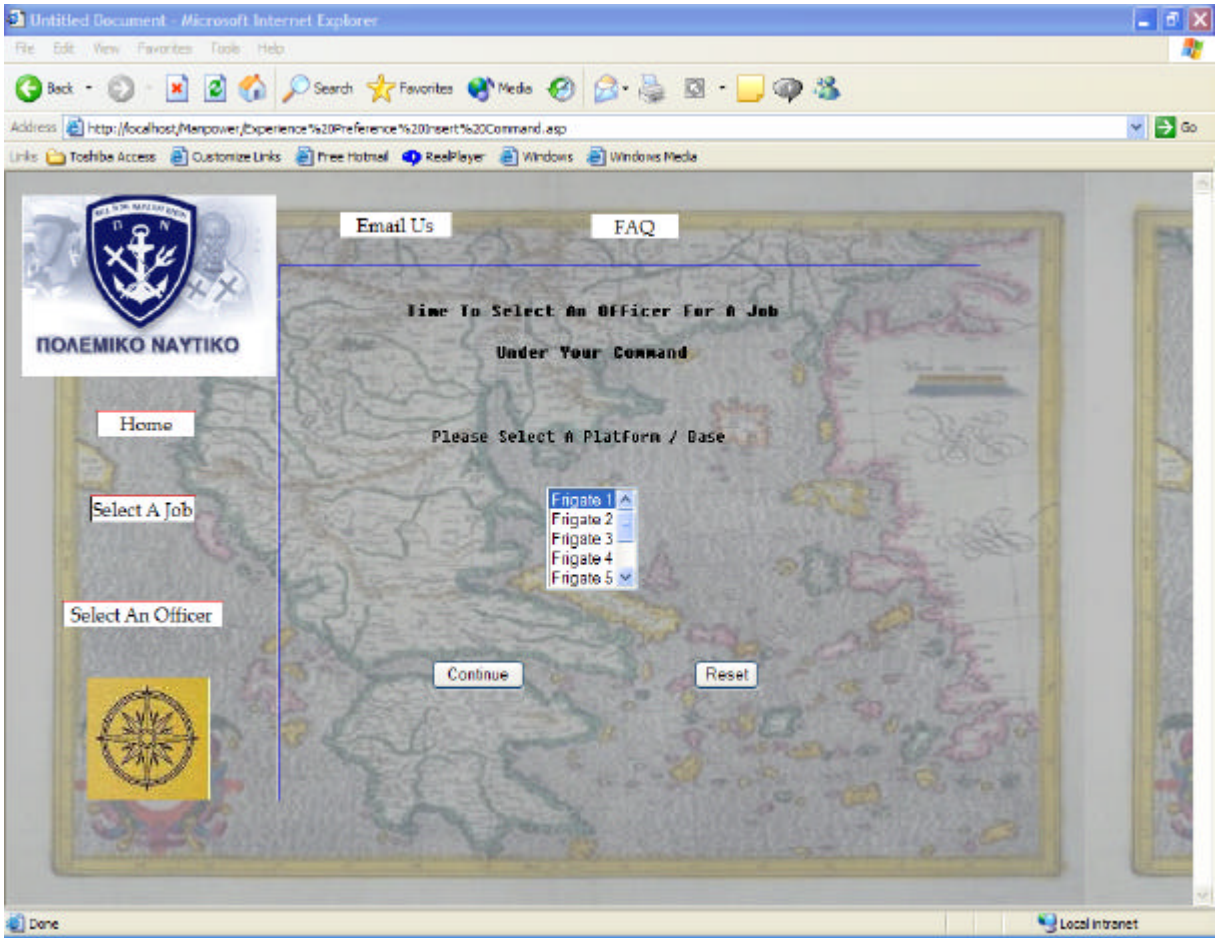 Untitled Document - Microsoft Internet Explorer
File Edit View Favorites Tools Help
Back Search Favorites Media
Address http://localhost/Manpower/Experience%20Preference%20Insert%20Command.asp Go
Links Toshiba Access Customize Links Free Hotmail RealPlayer Windows Windows Media
Π Ν
ΠΟΛΕΜΙΚΟ ΝΑΥΤΙΚΟ
Email Us FAQ
Time To Select An Officer For A Job
Under Your Command
Home
Please Select A Platform / Base
Select A Job
Frigate 1
Frigate 2
Frigate 3
Frigate 4
Frigate 5
Select An Officer
Continue Reset
Done Local intranet